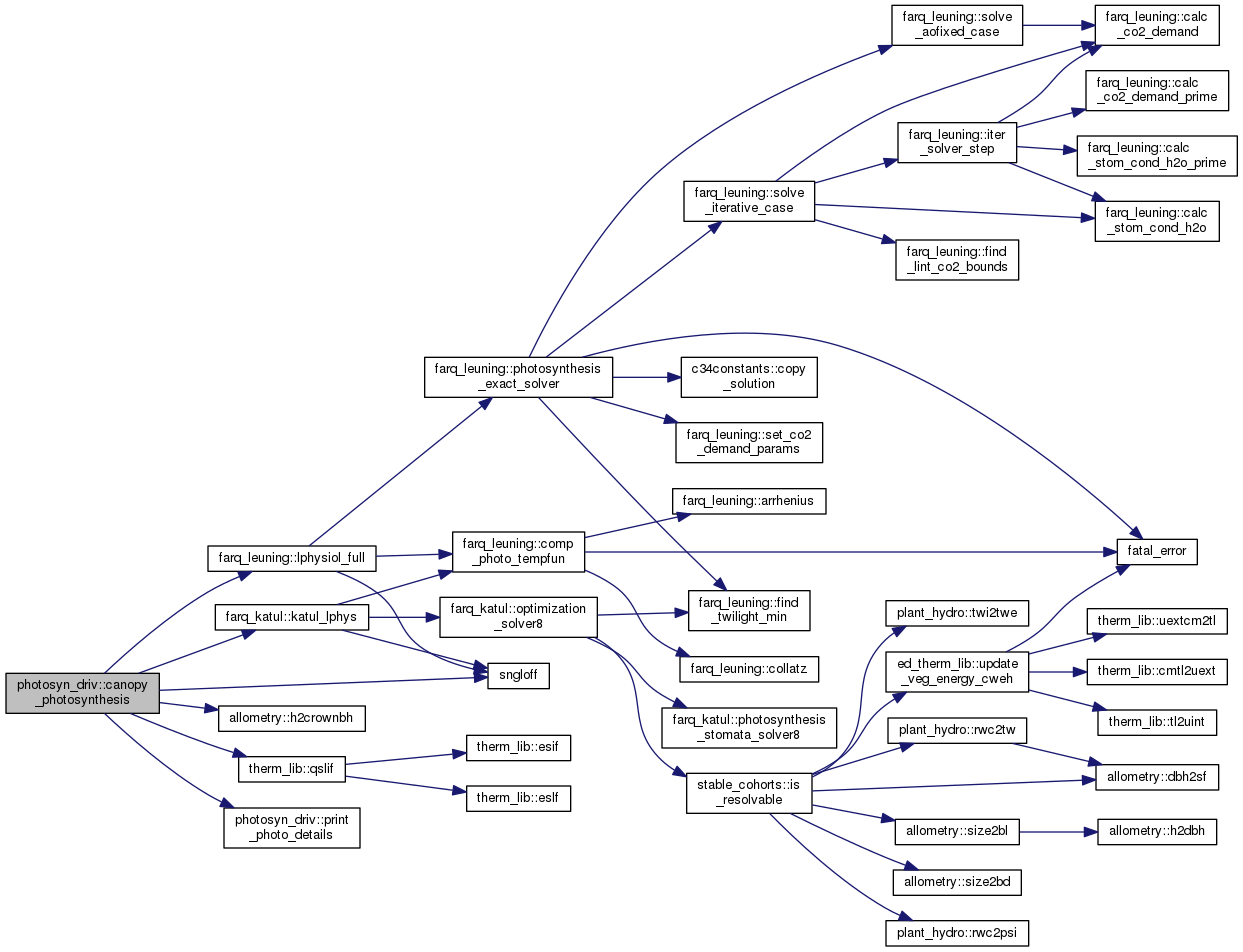 farq_leuning::solve
_aofixed_case
farq_leuning::calc
_co2_demand
farq_leuning::calc
_co2_demand_prime
farq_leuning::iter
_solver_step
farq_leuning::calc
_stom_cond_h2o_prime
farq_leuning::solve
_iterative_case
farq_leuning::calc
_stom_cond_h2o
farq_leuning::find
_lint_co2_bounds
farq_leuning::photosynthesis
_exact_solver
c34constants::copy
_solution
farq_leuning::set_co2
_demand_params
farq_leuning::arrhenius
farq_leuning::lphysiol_full
farq_leuning::comp
_photo_tempfun
fatal_error
farq_katul::katul_lphys
farq_katul::optimization
_solver8
farq_leuning::find
_twilight_min
plant_hydro::twi2twe
therm_lib::uextcm2tl
photosyn_driv::canopy
_photosynthesis
sngloff
farq_leuning::collatz
ed_therm_lib::update
_veg_energy_cweh
therm_lib::cmtl2uext
allometry::h2crownbh
farq_katul::photosynthesis
_stomata_solver8
plant_hydro::rwc2tw
therm_lib::tl2uint
therm_lib::qslif
therm_lib::esif
therm_lib::eslf
stable_cohorts::is
_resolvable
allometry::dbh2sf
photosyn_driv::print
_photo_details
allometry::size2bl
allometry::h2dbh
allometry::size2bd
plant_hydro::rwc2psi